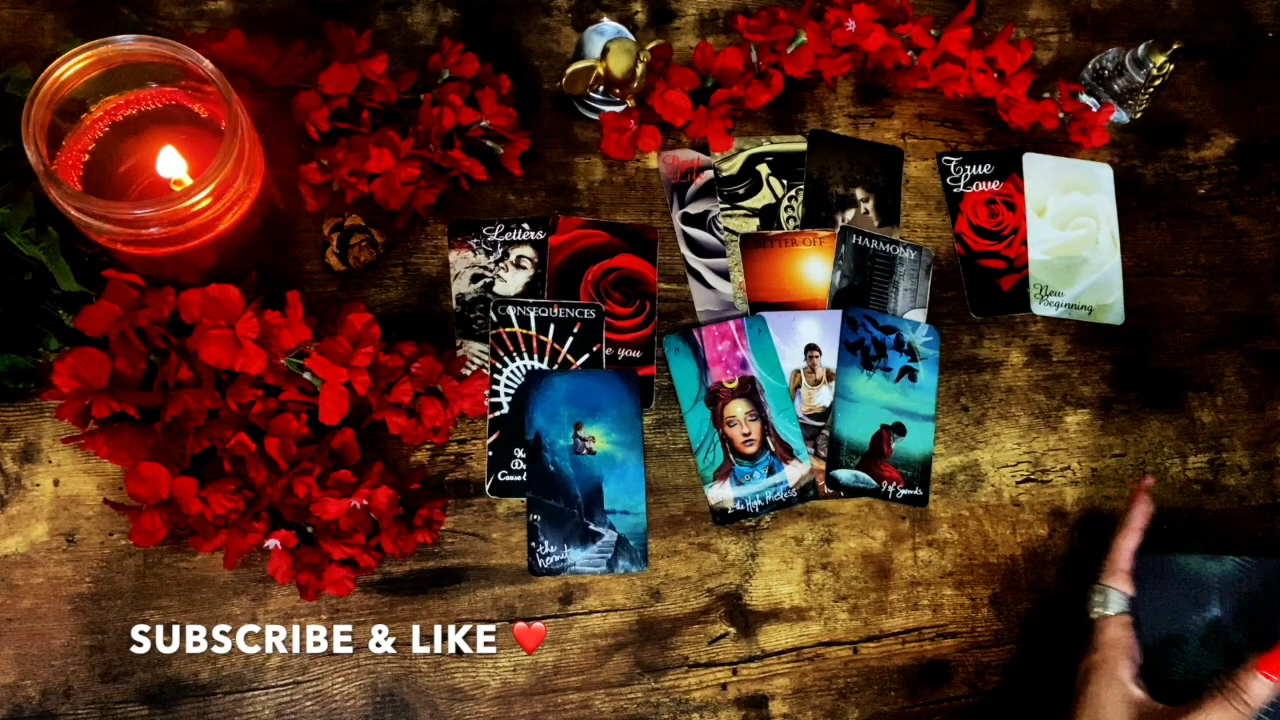 Letters
CONSEQUENCES
e you
the
hermit
BETTER OFF
HARMONY
2 the High Priestess
9 of Swords
True
Love
New
Beginning
SUBSCRIBE & LIKE ❤️